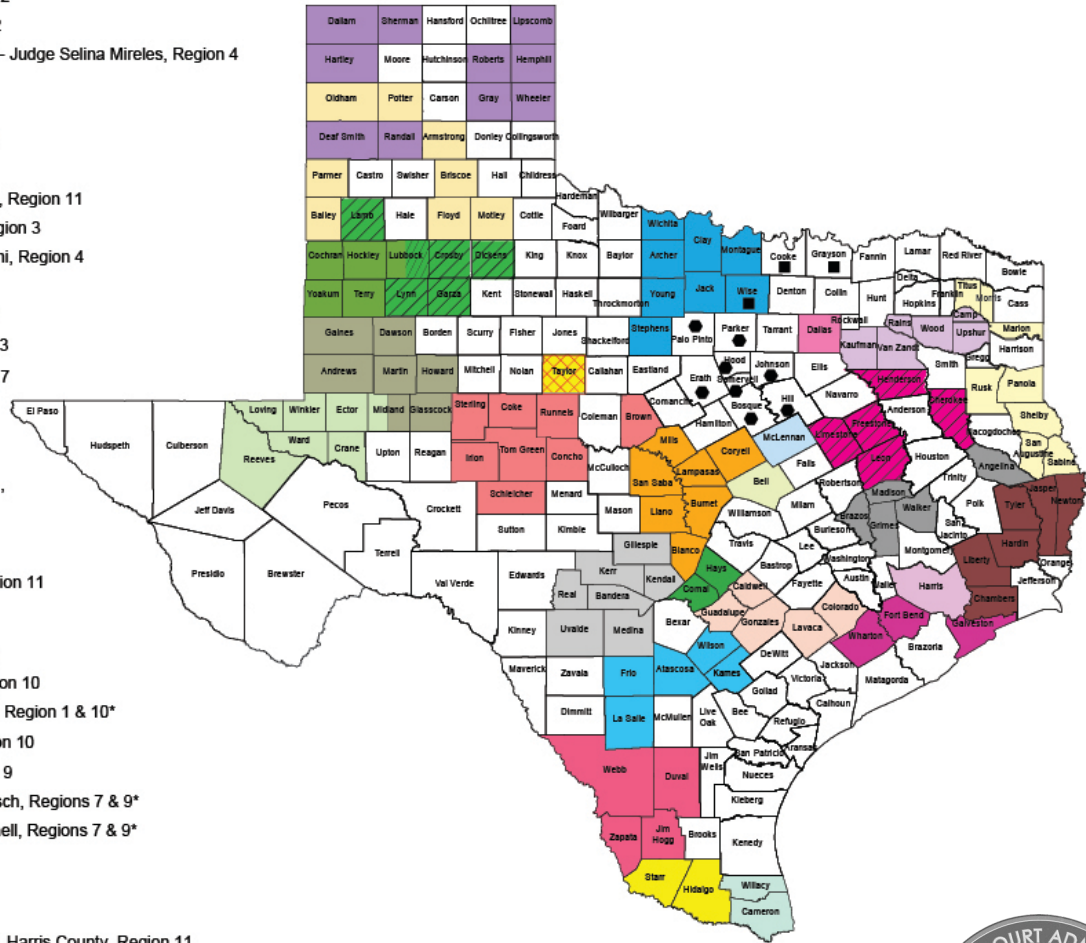 2
2
- Judge Selina Mireles, Region 4
, Region 11
gion 3
ni, Region 4
3
7
,
gion 11
on 10
, Region 1 & 10*
on 10
9
sch, Regions 7 & 9*
nell, Regions 7 & 9*
Harris County, Region 11
Dallam Sherman Hansford Ochiltree Lipscomb
Hartley Moore Hutchinson Roberts Hemphill
Oldham Potter Carson Gray Wheeler
Deaf Smith Randall Armstrong Donley Collingsworth
Parmer Castro Swisher Briscoe Hall Childress
Hardeman
Bailey Lamb Hale Floyd Motley Cottle Foard Wilbarger Wichita Clay Montague Cooke Grayson Fannin Lamar Red River Bowie
Cochran Hockley Lubbock Crosby Dickens King Knox Baylor Archer
Delta Titus Morris
Yoakum Terry Lynn Garza Kent Stonewall Haskell Throckmorton Young Jack Wise Denton Collin Hunt Hopkins Franklin Cass
Camp
Gaines Dawson Borden Scurry Fisher Jones Shackelford Stephens Palo Pinto Parker Tarrant Dallas Rockwall Rains Wood Upshur Marion
Kaufman Van Zandt Gregg Harrison
Andrews Martin Howard Mitchell Nolan Taylor Callahan Eastland Erath Hood Somervell Johnson Ellis Henderson Smith Rusk Panola
El Paso Hudspeth Culberson Loving Winkler Ector Midland Glasscock Sterling Coke Runnels Coleman Brown Comanche Bosque Hill Navarro Anderson Cherokee Shelby
Hamilton Freestone Nacogdoches
Reeves Ward Crane Upton Reagan Irion Tom Green Concho McCulloch Mills Coryell McLennan Limestone Leon Houston Angelina San Augustine Sabine
San Saba Lampasas Bell Falls Robertson Trinity
Jeff Davis Pecos Crockett Schleicher Menard Mason Llano Burnet Williamson Milam Brazos Madison Walker Polk Tyler Jasper Newton
Sutton Kimble Burleson Grimes San Jacinto Hardin
Presidio Brewster Terrell Val Verde Edwards Gillespie Blanco Travis Lee Washington Montgomery Liberty Orange
Kerr Kendall Hays Bastrop Fayette Austin Waller Harris Jefferson
Real Bandera Comal Caldwell Chambers
Kinney Uvalde Medina Bexar Guadalupe Gonzales Lavaca Colorado Wharton Fort Bend Galveston
Maverick Zavala Frio Atascosa Wilson Karnes DeWitt Jackson Matagorda Brazoria
Victoria
Dimmitt La Salle McMullen Live Oak Bee Goliad Refugio Calhoun
Aransas
Webb Duval Jim Wells San Patricio
Nueces
Kleberg
Zapata Jim Hogg Brooks Kenedy
Starr Hidalgo Willacy
Cameron
COURT AD